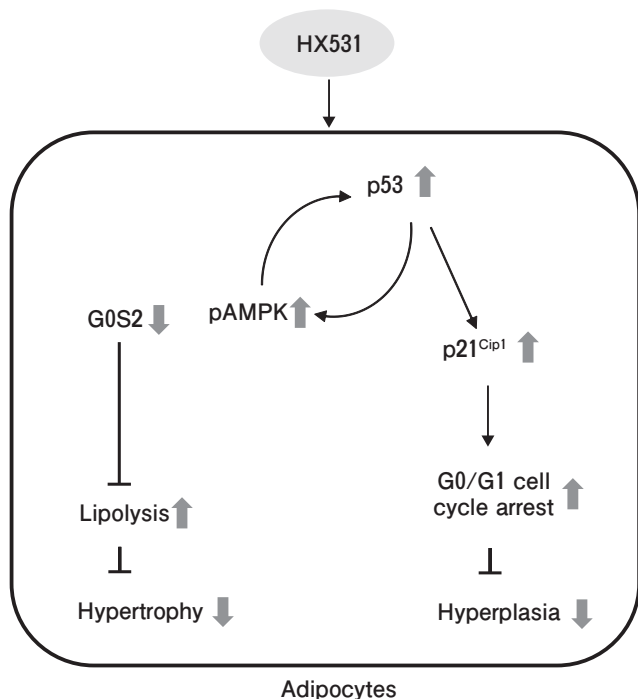 HX531
p53
G0S2
pAMPK
p21Cip1
G0/G1 cell
cycle arrest
Lipolysis
Hypertrophy
Hyperplasia
Adipocytes